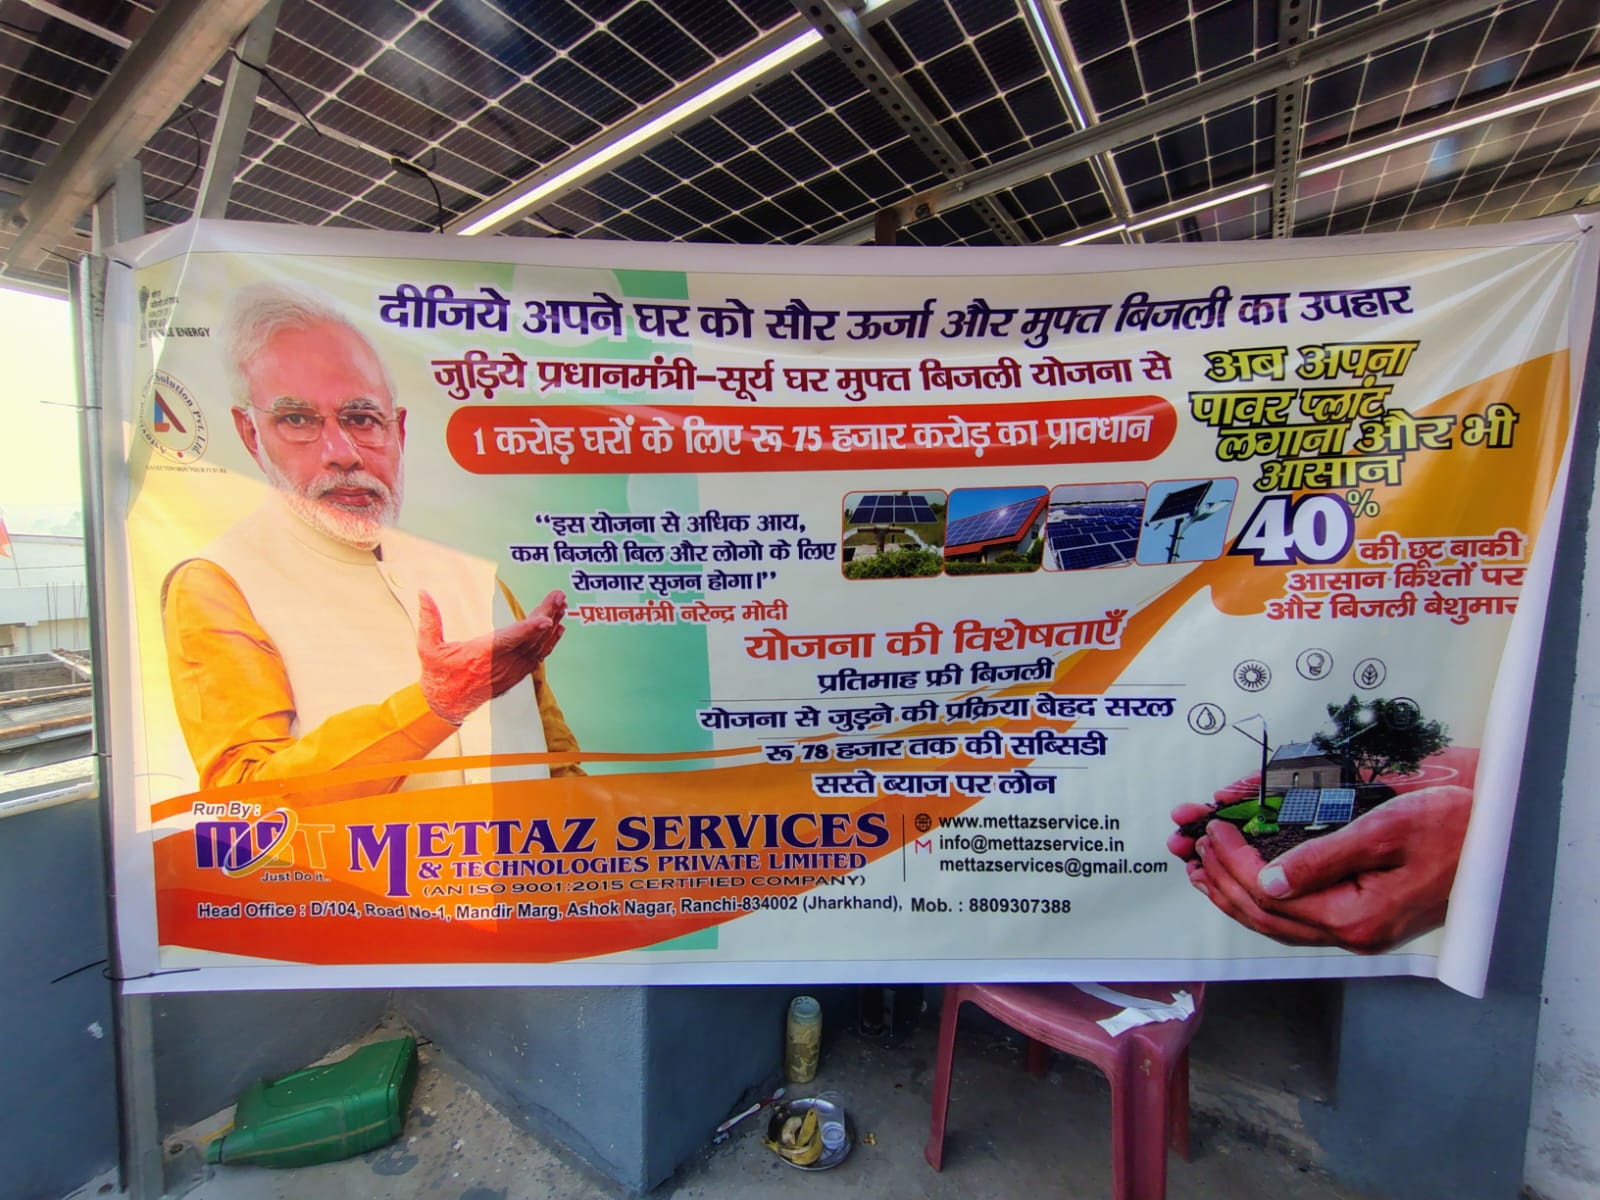 दीजिये अपने घर को सौर ऊर्जा और मुफ्त बिजली का उपहार
जुड़िये प्रधानमंत्री-सूर्य घर मुफ्त बिजली योजना से
1 करोड़ घरों के लिए रू 75 हजार करोड़ का प्रावधान
अब अपना
पावर प्लांट
लगाना और भी
आसान
40%
की छूट बाकी
आसान किश्तों पर
और बिजली बेशुमार
ENERGY
Solution Pvt. Ltd.
“इस योजना से अधिक आय,
कम बिजली बिल और लोगो के लिए
रोजगार सृजन होगा।”
-प्रधानमंत्री नरेन्द्र मोदी
योजना की विशेषताएँ
प्रतिमाह फ्री बिजली
योजना से जुड़ने की प्रक्रिया बेहद सरल
रू 78 हजार तक की सब्सिडी
सस्ते ब्याज पर लोन
Run By :
Just Do it..
METTAZ SERVICES
& TECHNOLOGIES PRIVATE LIMITED
(AN ISO 9001:2015 CERTIFIED COMPANY)
www.mettazservice.in
info@mettazservice.in
mettazservices@gmail.com
Head Office : D/104, Road No-1, Mandir Marg, Ashok Nagar, Ranchi-834002 (Jharkhand), Mob. : 8809307388